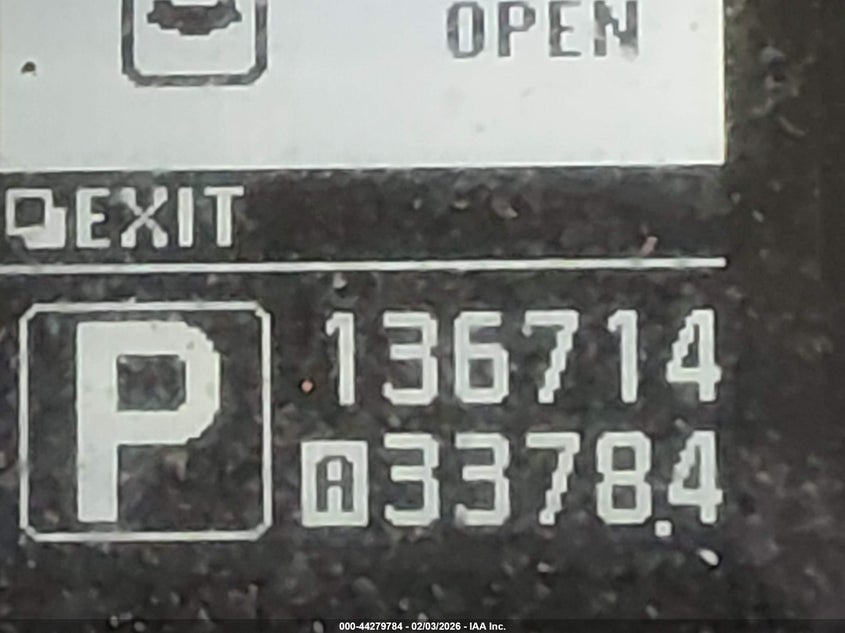 OPEN
EXIT
P
136714
A 3378.4
000-44279784 - 02/03/2026 - IAA Inc.